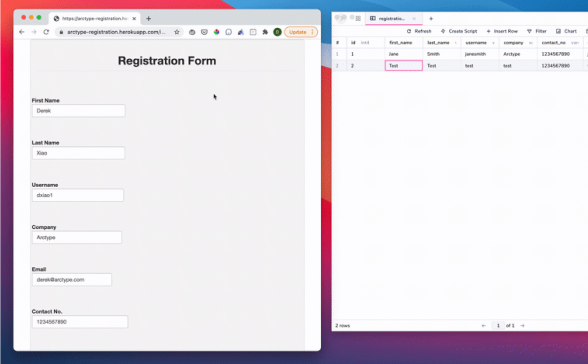 https://arctype-registration.her
arctype-registration.herokuapp.com/...
Update
Registration Form
First Name
Derek
Last Name
Xiao
Username
dxiao1
Company
Arctype
Email
derek@arctype.com
Contact No.
1234567890
registratio...
Refresh Create Script Insert Row Filter Chart
# id first_name last_name username company contact_no
1 1 Jane Smith janesmith Arctype 1234567890
2 2 Test Test test test 1234567890
2 rows
1 of 1